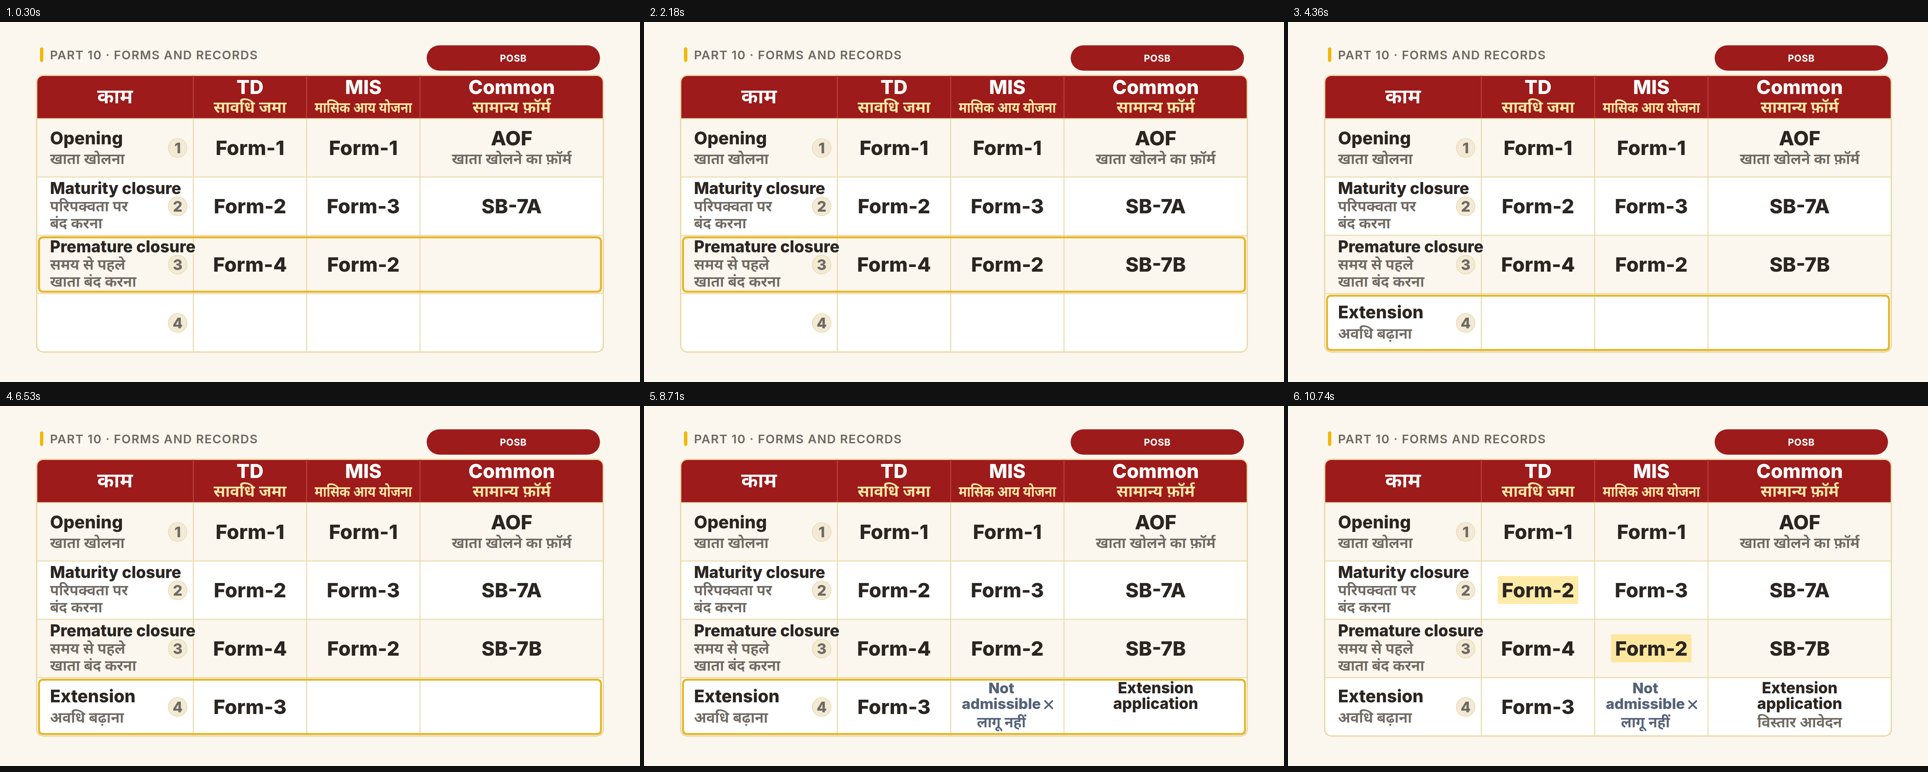 1. 0.30s
PART 10 · FORMS AND RECORDS
POSB
काम TD MIS Common
सावधि जमा मासिक आय योजना सामान्य फ़ॉर्म
Opening 1 Form-1 Form-1 AOF
खाता खोलना खाता खोलने का फ़ॉर्म
Maturity closure
परिपक्वता पर 2 Form-2 Form-3 SB-7A
बंद करना
Premature closure
समय से पहले 3 Form-4 Form-2
खाता बंद करना
4
2. 2.18s
PART 10 · FORMS AND RECORDS
POSB
काम TD MIS Common
सावधि जमा मासिक आय योजना सामान्य फ़ॉर्म
Opening 1 Form-1 Form-1 AOF
खाता खोलना खाता खोलने का फ़ॉर्म
Maturity closure
परिपक्वता पर 2 Form-2 Form-3 SB-7A
बंद करना
Premature closure
समय से पहले 3 Form-4 Form-2 SB-7B
खाता बंद करना
4
3. 4.36s
PART 10 · FORMS AND RECORDS
POSB
काम TD MIS Common
सावधि जमा मासिक आय योजना सामान्य फ़ॉर्म
Opening 1 Form-1 Form-1 AOF
खाता खोलना खाता खोलने का फ़ॉर्म
Maturity closure
परिपक्वता पर 2 Form-2 Form-3 SB-7A
बंद करना
Premature closure
समय से पहले 3 Form-4 Form-2 SB-7B
खाता बंद करना
Extension 4
अवधि बढ़ाना
4. 6.53s
PART 10 · FORMS AND RECORDS
POSB
काम TD MIS Common
सावधि जमा मासिक आय योजना सामान्य फ़ॉर्म
Opening 1 Form-1 Form-1 AOF
खाता खोलना खाता खोलने का फ़ॉर्म
Maturity closure
परिपक्वता पर 2 Form-2 Form-3 SB-7A
बंद करना
Premature closure
समय से पहले 3 Form-4 Form-2 SB-7B
खाता बंद करना
Extension 4 Form-3
अवधि बढ़ाना
5. 8.71s
PART 10 · FORMS AND RECORDS
POSB
काम TD MIS Common
सावधि जमा मासिक आय योजना सामान्य फ़ॉर्म
Opening 1 Form-1 Form-1 AOF
खाता खोलना खाता खोलने का फ़ॉर्म
Maturity closure
परिपक्वता पर 2 Form-2 Form-3 SB-7A
बंद करना
Premature closure
समय से पहले 3 Form-4 Form-2 SB-7B
खाता बंद करना
Not Extension
Extension 4 Form-3 admissible × application
अवधि बढ़ाना लागू नहीं
6. 10.74s
PART 10 · FORMS AND RECORDS
POSB
काम TD MIS Common
सावधि जमा मासिक आय योजना सामान्य फ़ॉर्म
Opening 1 Form-1 Form-1 AOF
खाता खोलना खाता खोलने का फ़ॉर्म
Maturity closure
परिपक्वता पर 2 Form-2 Form-3 SB-7A
बंद करना
Premature closure
समय से पहले 3 Form-4 Form-2 SB-7B
खाता बंद करना
Not Extension
Extension 4 Form-3 admissible × application
अवधि बढ़ाना लागू नहीं विस्तार आवेदन